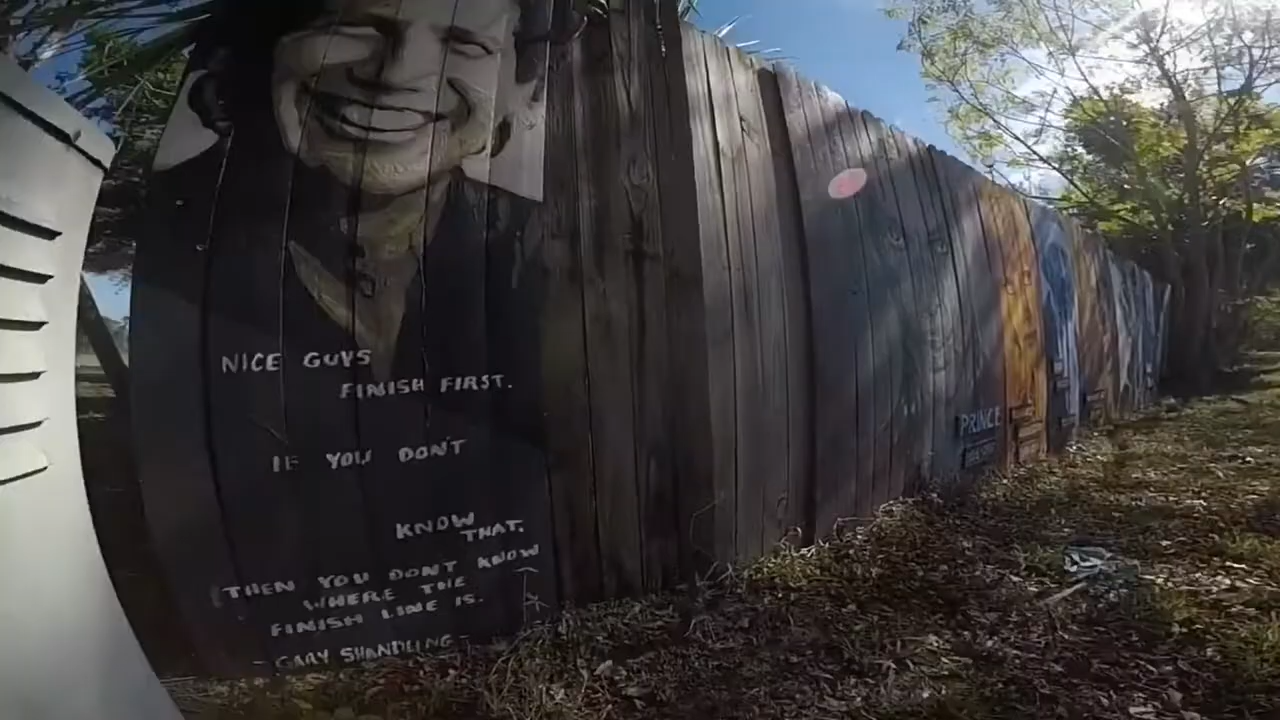 NICE GUYS
FINISH FIRST.
IF YOU DON'T
KNOW
THAT,
THEN YOU DON'T KNOW
WHERE THE
FINISH LINE IS.
- GARY SHANDLING -
PRINCE